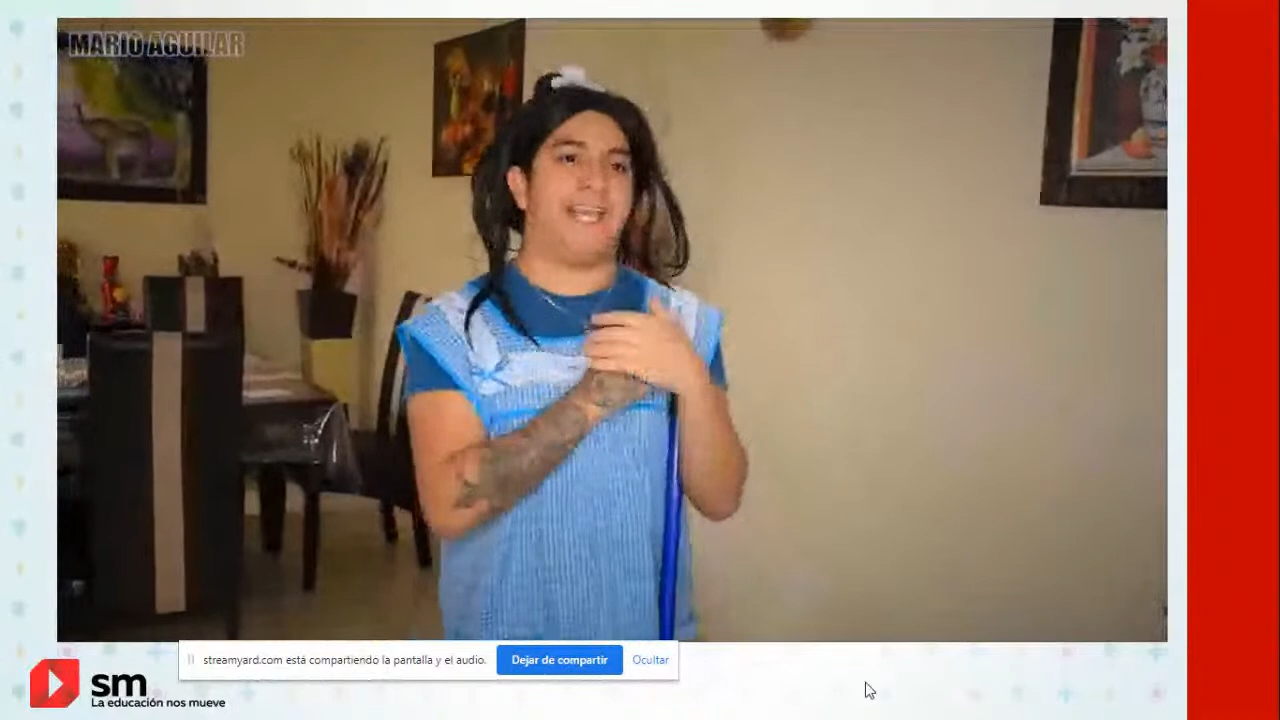 MARIO AGUILAR
streamyard.com está compartiendo la pantalla y el audio.
Dejar de compartir
Ocultar
sm
La educación nos mueve